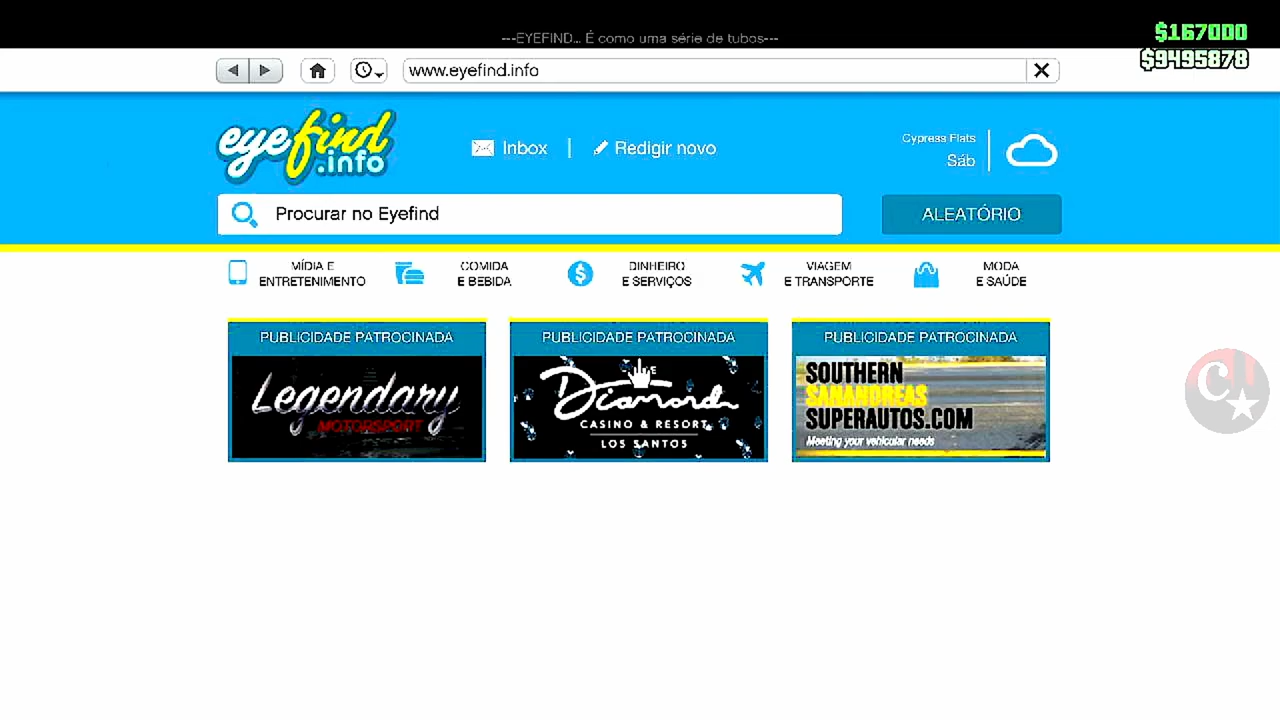 ---EYEFIND... É como uma série de tubos---
$167000
$9495878
www.eyefind.info
eyefind
.info
Inbox
Redigir novo
Cypress Flats
Sáb
Procurar no Eyefind
ALEATÓRIO
MÍDIA E
ENTRETENIMENTO
COMIDA
E BEBIDA
DINHEIRO
E SERVIÇOS
VIAGEM
E TRANSPORTE
MODA
E SAÚDE
PUBLICIDADE PATROCINADA
Legendary
MOTORSPORT
PUBLICIDADE PATROCINADA
Diamond
CASINO & RESORT
LOS SANTOS
PUBLICIDADE PATROCINADA
SOUTHERN
SANANDREAS
SUPERAUTOS.COM
Meeting your vehicular needs